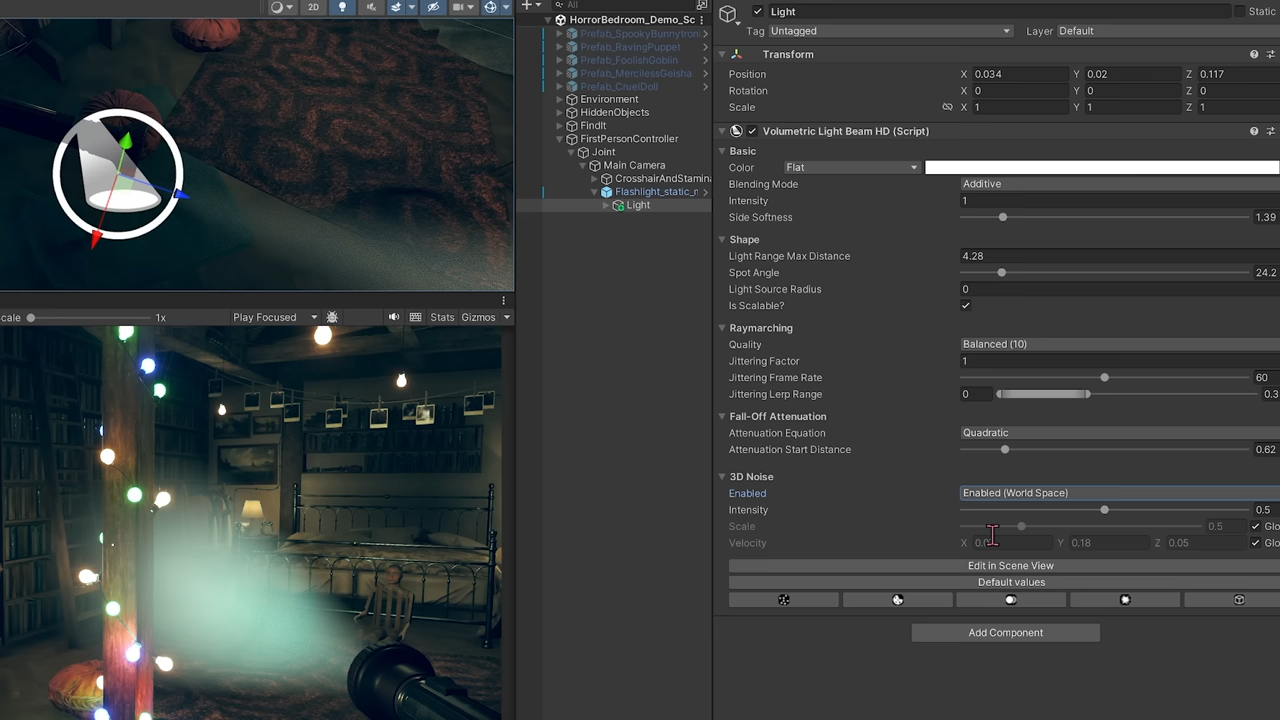 2D
cale
1x
Play Focused
Stats
Gizmos
All
HorrorBedroom_Demo_Sc
Prefab_SpookyBunnytron
Prefab_RavingPuppet
Prefab_FoolishGoblin
Prefab_MercilessGeisha
Prefab_CruelDoll
Environment
HiddenObjects
FindIt
FirstPersonController
Joint
Main Camera
CrosshairAndStamina
Flashlight_static_r
Light
Light
Static
Tag Untagged Layer Default
Transform
Position X 0.034 Y 0.02 Z 0.117
Rotation X 0 Y 0 Z 0
Scale X 1 Y 1 Z 1
Volumetric Light Beam HD (Script)
Basic
Color Flat
Blending Mode Additive
Intensity 1
Side Softness 1.39
Shape
Light Range Max Distance 4.28
Spot Angle 24.2
Light Source Radius 0
Is Scalable?
Raymarching
Quality Balanced (10)
Jittering Factor 1
Jittering Frame Rate 60
Jittering Lerp Range 0 0.3
Fall-Off Attenuation
Attenuation Equation Quadratic
Attenuation Start Distance 0.62
3D Noise
Enabled Enabled (World Space)
Intensity 0.5
Scale 0.5 Glo
Velocity X Y 0.18 Z 0.05 Glo
Edit in Scene View
Default values
Add Component